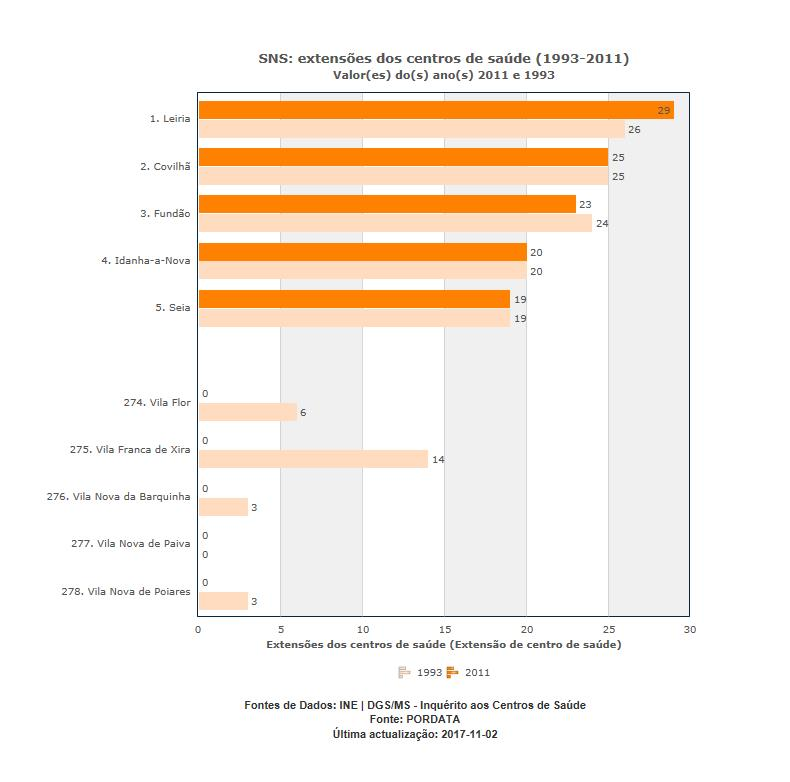 SNS: extensões dos centros de saúde (1993-2011)
Valor(es) do(s) ano(s) 2011 e 1993
1. Leiria
29
26
2. Covilhã
25
25
3. Fundão
23
24
4. Idanha-a-Nova
20
20
5. Seia
19
19
274. Vila Flor
0
6
275. Vila Franca de Xira
0
14
276. Vila Nova da Barquinha
0
3
277. Vila Nova de Paiva
0
0
278. Vila Nova de Poiares
0
3
0 5 10 15 20 25 30
Extensões dos centros de saúde (Extensão de centro de saúde)
1993 2011
Fontes de Dados: INE | DGS/MS - Inquérito aos Centros de Saúde
Fonte: PORDATA
Última actualização: 2017-11-02